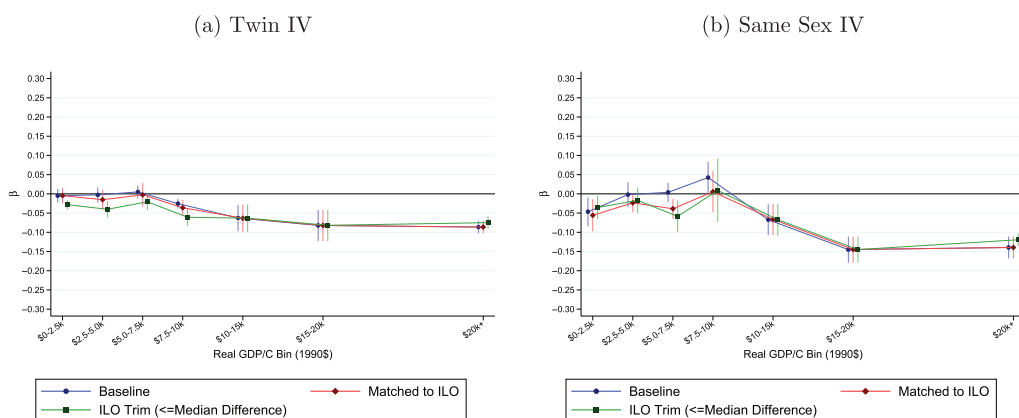 (a) Twin IV
(b) Same Sex IV
0.30
0.25
0.20
0.15
0.10
0.05
0.00
−0.05
−0.10
−0.15
−0.20
−0.25
−0.30
β
$0-2.5k
$2.5-5.0k
$5.0-7.5k
$7.5-10k
$10-15k
$15-20k
$20k+
Real GDP/C Bin (1990$)
Baseline
Matched to ILO
ILO Trim (<=Median Difference)
0.30
0.25
0.20
0.15
0.10
0.05
0.00
−0.05
−0.10
−0.15
−0.20
−0.25
−0.30
β
$0-2.5k
$2.5-5.0k
$5.0-7.5k
$7.5-10k
$10-15k
$15-20k
$20k+
Real GDP/C Bin (1990$)
Baseline
Matched to ILO
ILO Trim (<=Median Difference)